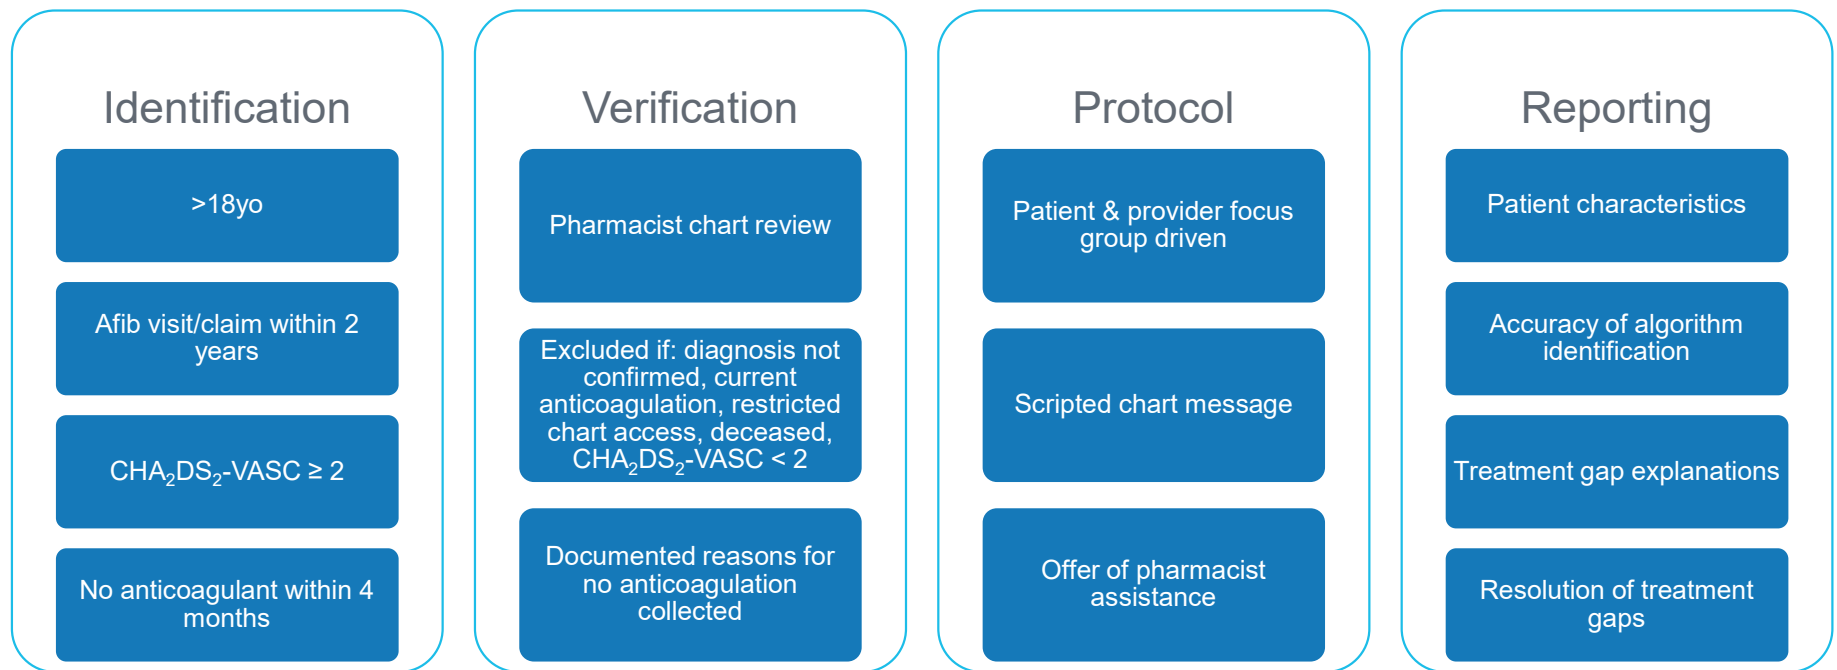 Identification
>18yo
Afib visit/claim within 2
years
CHA₂DS₂-VASC ≥ 2
No anticoagulant within 4
months
Verification
Pharmacist chart review
Excluded if: diagnosis not
confirmed, current
anticoagulation, restricted
chart access, deceased,
CHA₂DS₂-VASC < 2
Documented reasons for
no anticoagulation
collected
Protocol
Patient & provider focus
group driven
Scripted chart message
Offer of pharmacist
assistance
Reporting
Patient characteristics
Accuracy of algorithm
identification
Treatment gap explanations
Resolution of treatment
gaps